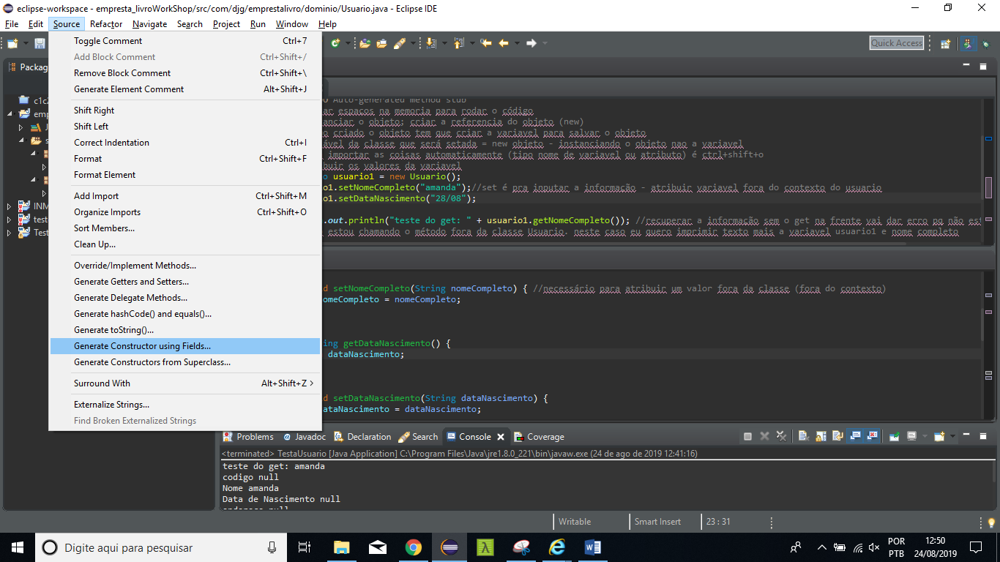 eclipse-workspace - empresta_livroWorkShop/src/com/djg/emprestalivro/dominio/Usuario.java - Eclipse IDE
File Edit Source Refactor Navigate Search Project Run Window Help
Quick Access
Packag
c1c2
emp
J
s
INM
teste
Test
Toggle Comment Ctrl+7
Add Block Comment Ctrl+Shift+/
Remove Block Comment Ctrl+Shift+\
Generate Element Comment Alt+Shift+J
Shift Right
Shift Left
Correct Indentation Ctrl+I
Format Ctrl+Shift+F
Format Element
Add Import Ctrl+Shift+M
Organize Imports Ctrl+Shift+O
Sort Members...
Clean Up...
Override/Implement Methods...
Generate Getters and Setters...
Generate Delegate Methods...
Generate hashCode() and equals()...
Generate toString()...
Generate Constructor using Fields...
Generate Constructors from Superclass...
Surround With Alt+Shift+Z
Externalize Strings...
Find Broken Externalized Strings
O Auto-generated method stub
ar espacos na memoria para rodar o código
anciar o objeto; criar a referencia do objeto (new)
o criado o objeto tem que criar a variavel para salvar o objeto
ável da classe que será setada = new objeto - instanciando o objeto nao a variavel
importar as coisas automaticamente (tipo nome de variavel ou atributo) é ctrl+shift+o
buir os valores da variavel
o usuario1 = new Usuario();
io1.setNomeCompleto("amanda");//set é pra inputar a informação - atribuir variavel fora do contexto do usuario
io1.setDataNascimento("28/08");
.out.println("teste do get: " + usuario1.getNomeCompleto()); //recuperar a informação sem o get na frente vai dar erro pq não est
estou chamando o método fora da classe Usuario. neste caso eu quero imprimir texto mais a variavel usuario1 e nome completo
d setNomeCompleto(String nomeCompleto) { //necessário para atribuir um valor fora da classe (fora do contexto)
omeCompleto = nomeCompleto;
ing getDataNascimento() {
dataNascimento;
d setDataNascimento(String dataNascimento) {
ataNascimento = dataNascimento;
Problems Javadoc Declaration Search Console Coverage
<terminated> TestaUsuario [Java Application] C:\Program Files\Java\jre1.8.0_221\bin\javaw.exe (24 de ago de 2019 12:41:16)
teste do get: amanda
codigo null
Nome amanda
Data de Nascimento null
endereco null
Writable Smart Insert 23 : 31
Digite aqui para pesquisar
POR
PTB
12:50
24/08/2019